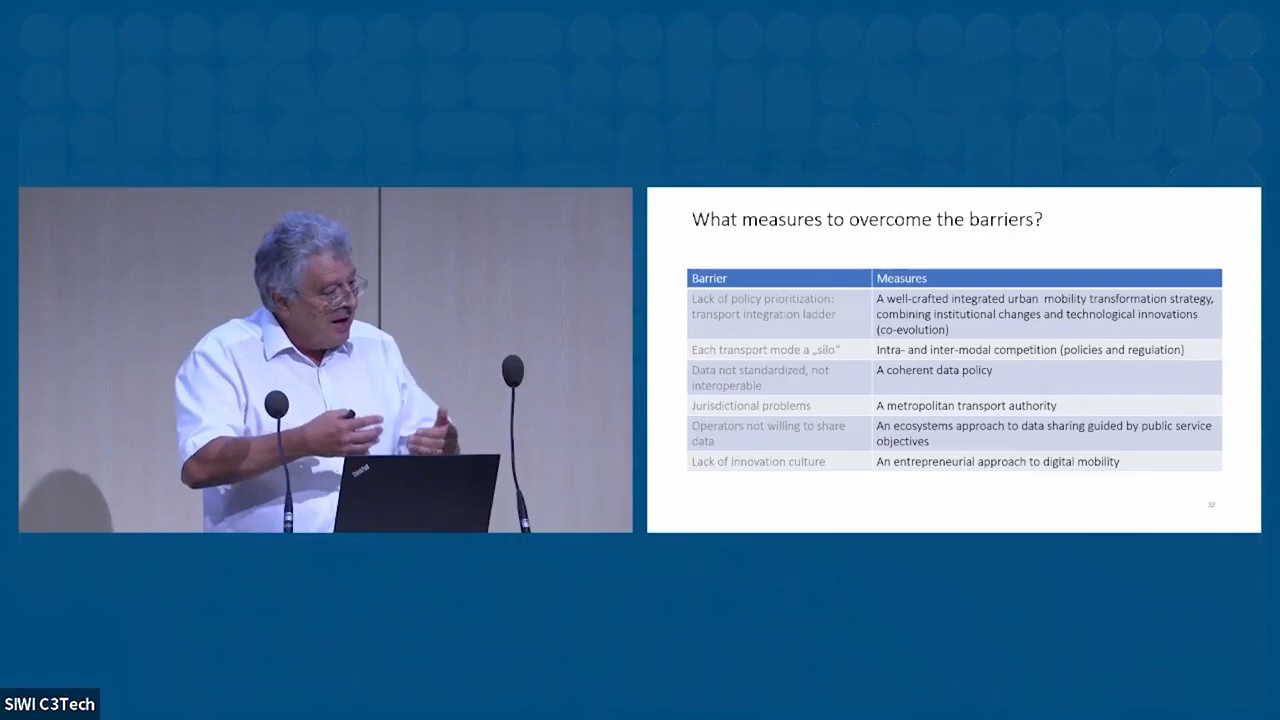 What measures to overcome the barriers?
Barrier
Measures
Lack of policy prioritization:
transport integration ladder
A well-crafted integrated urban mobility transformation strategy,
combining institutional changes and technological innovations
(co-evolution)
Each transport mode a „silo“
Intra- and inter-modal competition (policies and regulation)
Data not standardized, not
interoperable
A coherent data policy
Jurisdictional problems
A metropolitan transport authority
Operators not willing to share
data
An ecosystems approach to data sharing guided by public service
objectives
Lack of innovation culture
An entrepreneurial approach to digital mobility
32
ThinkPad
SIWI C3Tech